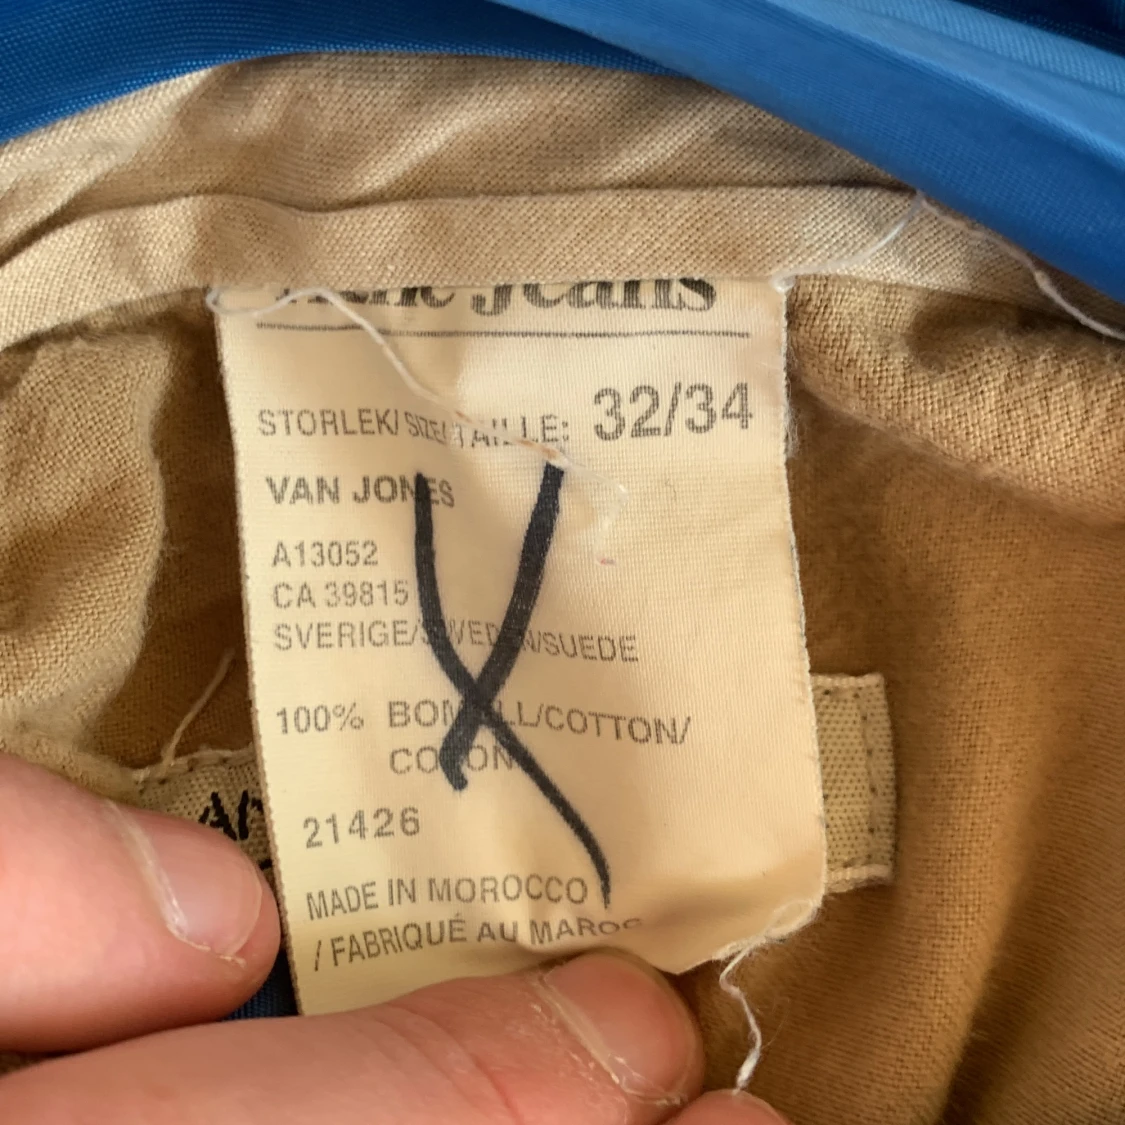 Jeans
STORLEK/SIZE/TAILLE: 32/34
VAN JONES
A13052
CA 39815
SVERIGE/SWEDEN/SUEDE
100% BOMULL/COTTON/
COTON
21426
MADE IN MOROCCO
/ FABRIQUÉ AU MAROC